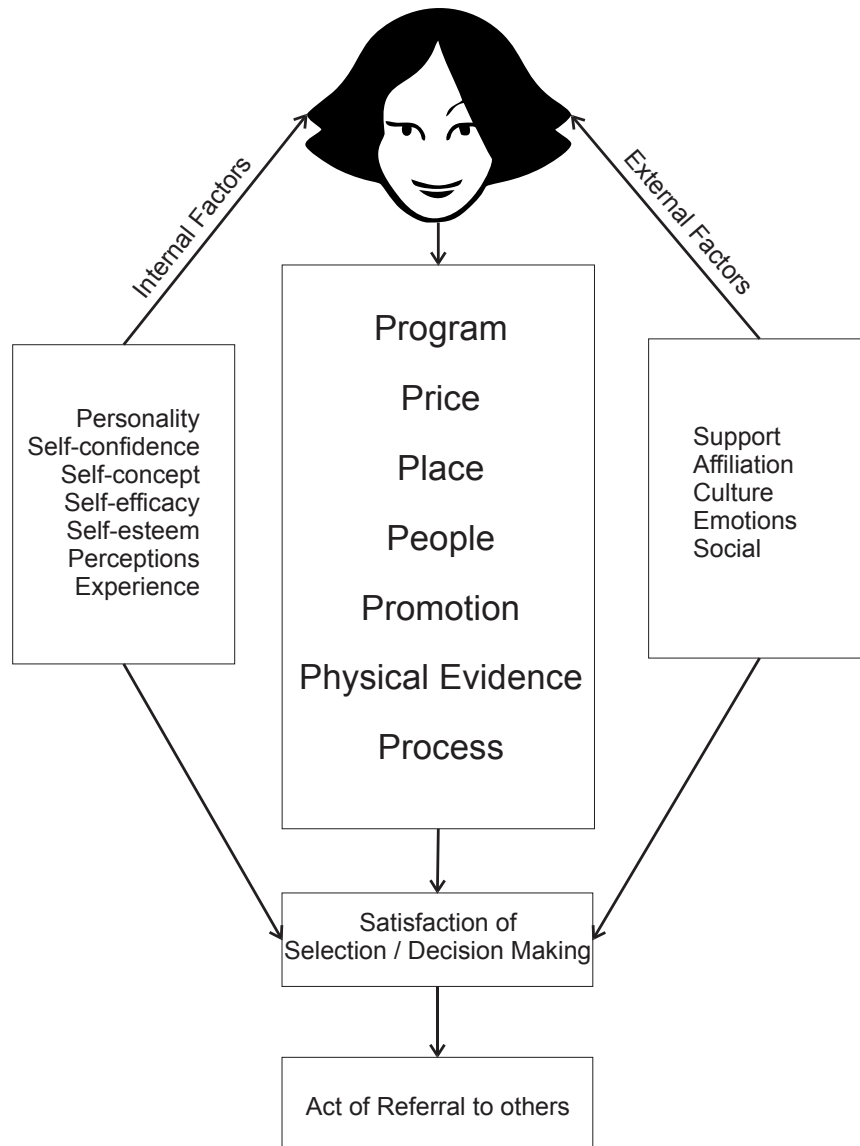 Internal Factors
External Factors
Personality
Self-confidence
Self-concept
Self-efficacy
Self-esteem
Perceptions
Experience
Program
Price
Place
People
Promotion
Physical Evidence
Process
Support
Affiliation
Culture
Emotions
Social
Satisfaction of
Selection / Decision Making
Act of Referral to others